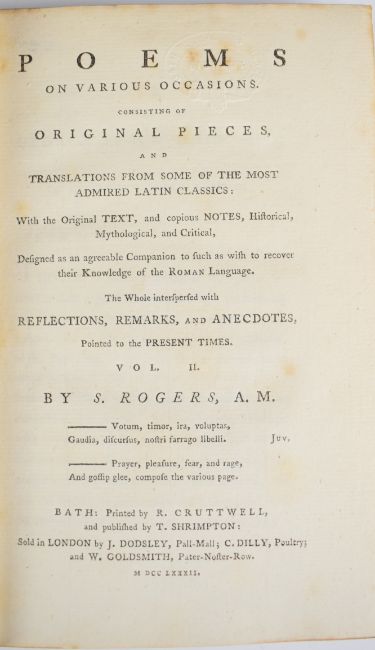 POEMS
ON VARIOUS OCCASIONS.
CONSISTING OF
ORIGINAL PIECES,
AND
TRANSLATIONS FROM SOME OF THE MOST
ADMIRED LATIN CLASSICS:
With the Original TEXT, and copious NOTES, Hiſtorical,
Mythological, and Critical,
Deſigned as an agreeable Companion to ſuch as wiſh to recover
their Knowledge of the ROMAN Language.
The Whole interſperſed with
REFLECTIONS, REMARKS, AND ANECDOTES,
Pointed to the PRESENT TIMES.
VOL. II.
BY S. ROGERS, A. M.
——— Votum, timor, ira, voluptas,
Gaudia, diſcurſus, noſtri farrago libelli. JUV.
——— Prayer, pleaſure, fear, and rage,
And goſſip glee, compoſe the various page.
BATH: Printed by R. CRUTTWELL,
and publiſhed by T. SHRIMPTON:
Sold in LONDON by J. DODSLEY, Pall-Mall; C. DILLY, Poultry;
and W. GOLDSMITH, Pater-Noſter-Row.
M DCC LXXXII.